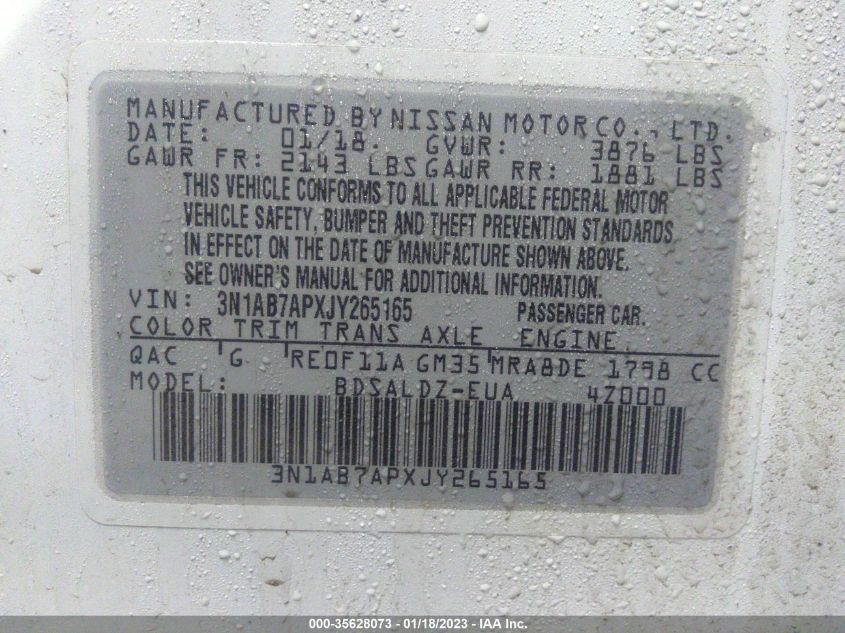 MANUFACTURED BY NISSAN MOTOR CO., LTD.
DATE: 01/18. GVWR: 3876 LBS
GAWR FR: 2143 LBS GAWR RR: 1881 LBS
THIS VEHICLE CONFORMS TO ALL APPLICABLE FEDERAL MOTOR
VEHICLE SAFETY, BUMPER AND THEFT PREVENTION STANDARDS
IN EFFECT ON THE DATE OF MANUFACTURE SHOWN ABOVE.
SEE OWNER'S MANUAL FOR ADDITIONAL INFORMATION.
VIN: 3N1AB7APXJY265165 PASSENGER CAR.
COLOR TRIM TRANS AXLE ENGINE
QAC G RE0F11A GM35 MRA8DE 1798 CC
MODEL: BDSALDZ-EUA 4Z000
3N1AB7APXJY265165
000-35628073 - 01/18/2023 - IAAI.com